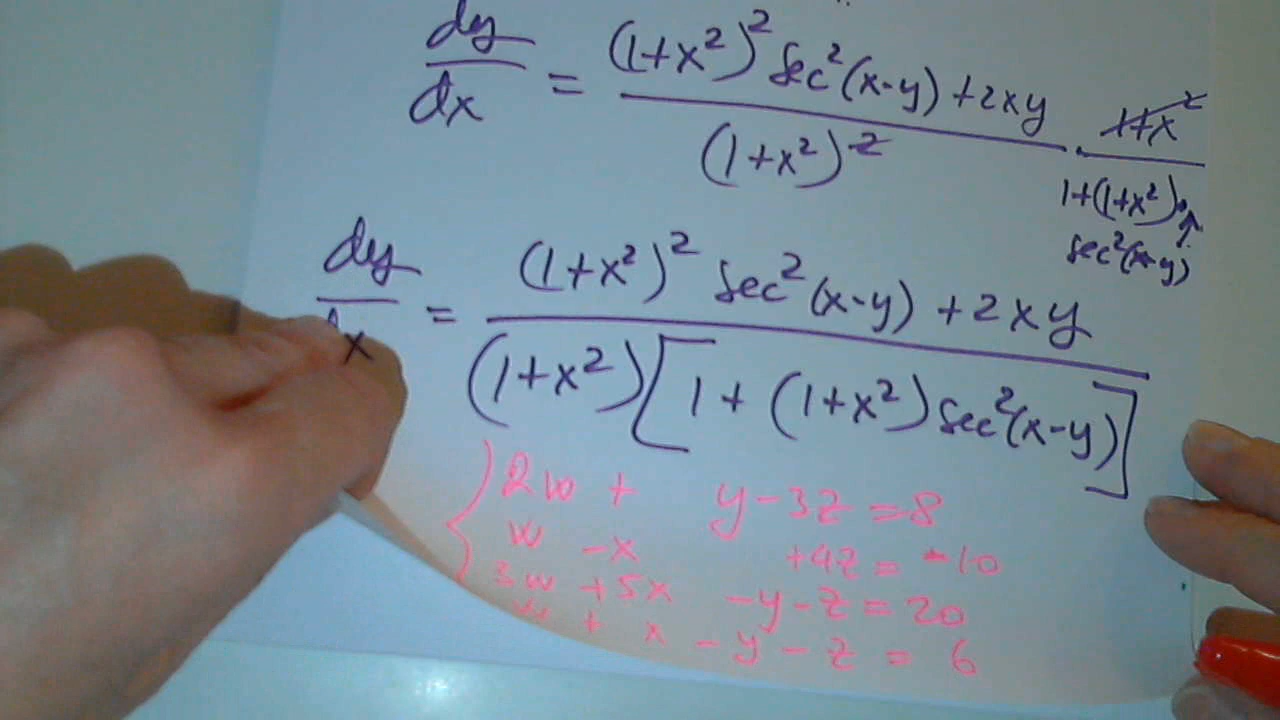 dy/dx = (1+x²)² sec²(x-y) + 2xy / (1+x²)² · 1+x² / 1+(1+x²)· sec²(x-y)
dy/dx = (1+x²)² sec²(x-y) + 2xy / (1+x²)[1 + (1+x²) sec²(x-y)]
2w + y - 3z = 8
w - x + 4z = -10
3w + 5x - y - z = 20
w + x - y - z = 6